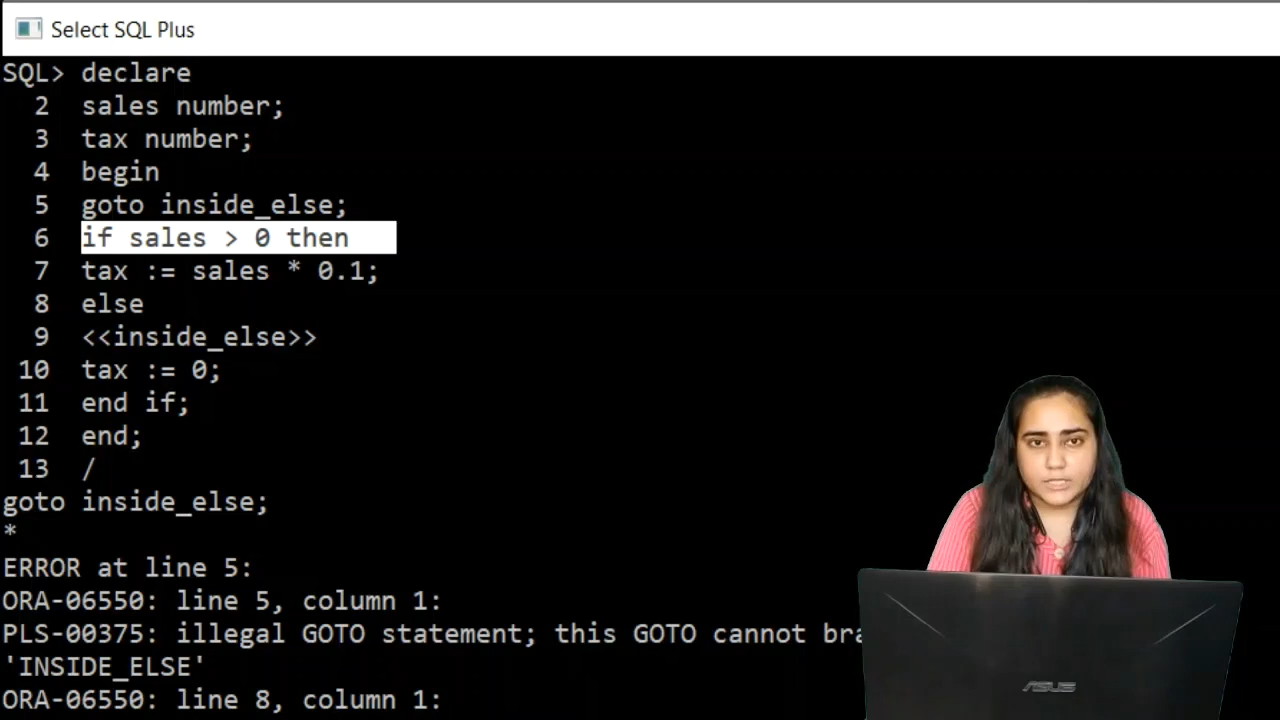 Select SQL Plus
SQL> declare
2 sales number;
3 tax number;
4 begin
5 goto inside_else;
6 if sales > 0 then
7 tax := sales * 0.1;
8 else
9 <<inside_else>>
10 tax := 0;
11 end if;
12 end;
13 /
goto inside_else;
*
ERROR at line 5:
ORA-06550: line 5, column 1:
PLS-00375: illegal GOTO statement; this GOTO cannot
'INSIDE_ELSE'
ORA-06550: line 8, column 1:
ASUS